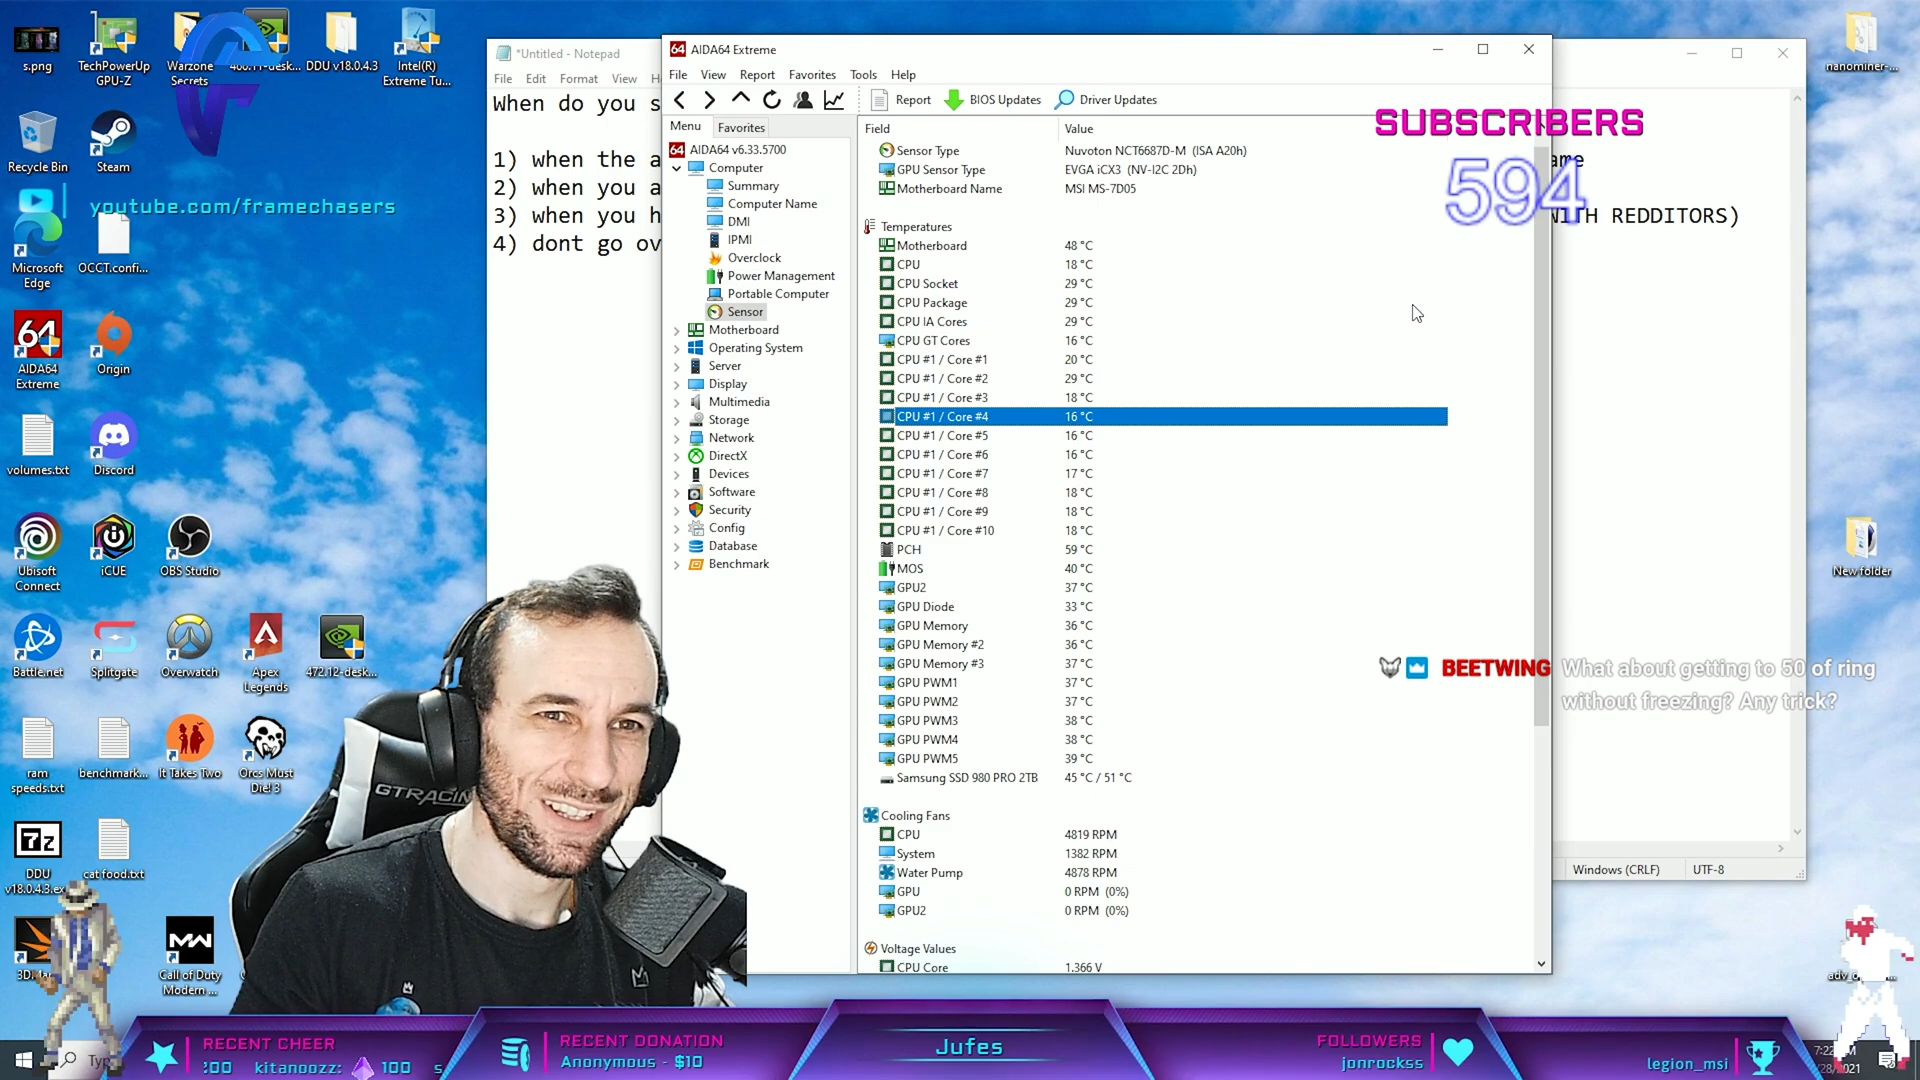 s.png
TechPowerUp
GPU-Z
Warzone
Secrets
DDU v18.0.4.3
Intel(R)
Extreme Tu...
Recycle Bin
Steam
youtube.com/framechasers
Microsoft
Edge
OCCT.confi...
AIDA64
Extreme
Origin
volumes.txt
Discord
Ubisoft
Connect
iCUE
OBS Studio
Battle.net
Splitgate
Overwatch
Apex
Legends
472.12-desk...
ram
speeds.txt
benchmark...
It Takes Two
Orcs Must
Die! 3
DDU
v18.0.4.3.ex
cat food.txt
Call of Duty
Modern ...
nanominer-...
New folder
*Untitled - Notepad
File Edit Format View
When do you s
1) when the a
2) when you a
3) when you h
4) dont go ov
ame
WITH REDDITORS)
Windows (CRLF) UTF-8
64 AIDA64 Extreme
File View Report Favorites Tools Help
Report BIOS Updates Driver Updates
Menu Favorites
AIDA64 v6.33.5700
Computer
Summary
Computer Name
DMI
IPMI
Overclock
Power Management
Portable Computer
Sensor
Motherboard
Operating System
Server
Display
Multimedia
Storage
Network
DirectX
Devices
Software
Security
Config
Database
Benchmark
Field Value
Sensor Type Nuvoton NCT6687D-M (ISA A20h)
GPU Sensor Type EVGA iCX3 (NV-I2C 2Dh)
Motherboard Name MSI MS-7D05
Temperatures
Motherboard 48 °C
CPU 18 °C
CPU Socket 29 °C
CPU Package 29 °C
CPU IA Cores 29 °C
CPU GT Cores 16 °C
CPU #1 / Core #1 20 °C
CPU #1 / Core #2 29 °C
CPU #1 / Core #3 18 °C
CPU #1 / Core #4 16 °C
CPU #1 / Core #5 16 °C
CPU #1 / Core #6 16 °C
CPU #1 / Core #7 17 °C
CPU #1 / Core #8 18 °C
CPU #1 / Core #9 18 °C
CPU #1 / Core #10 18 °C
PCH 59 °C
MOS 40 °C
GPU2 37 °C
GPU Diode 33 °C
GPU Memory 36 °C
GPU Memory #2 36 °C
GPU Memory #3 37 °C
GPU PWM1 37 °C
GPU PWM2 37 °C
GPU PWM3 38 °C
GPU PWM4 38 °C
GPU PWM5 39 °C
Samsung SSD 980 PRO 2TB 45 °C / 51 °C
Cooling Fans
CPU 4819 RPM
System 1382 RPM
Water Pump 4878 RPM
GPU 0 RPM (0%)
GPU2 0 RPM (0%)
Voltage Values
CPU Core 1.366 V
SUBSCRIBERS
594
BEETWING What about getting to 50 of ring
without freezing? Any trick?
GTRACIN
RECENT CHEER
kitanoozz: 100
RECENT DONATION
Anonymous - $10
Jufes
FOLLOWERS
jonrockss
legion_msi